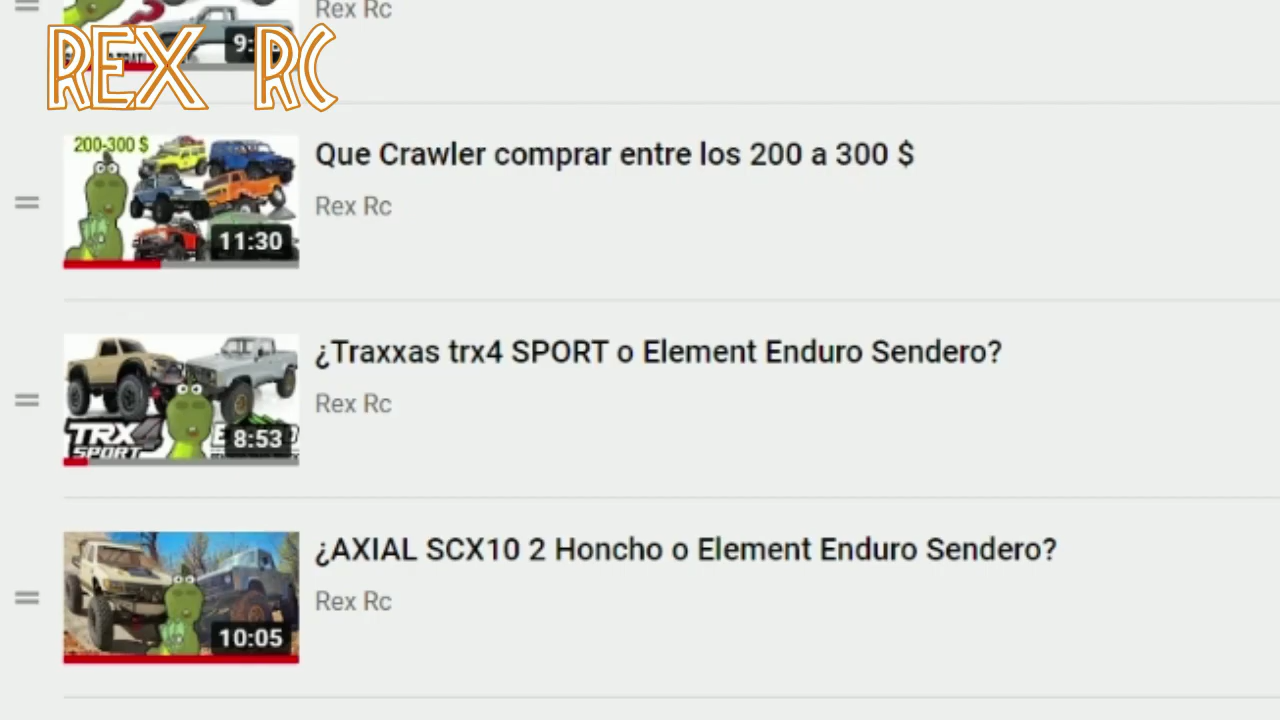 Rex Rc
REX RC
9:
200-300 $
11:30
Que Crawler comprar entre los 200 a 300 $
Rex Rc
¿Traxxas trx4 SPORT o Element Enduro Sendero?
Rex Rc
TRX4
SPORT
8:53
¿AXIAL SCX10 2 Honcho o Element Enduro Sendero?
Rex Rc
10:05